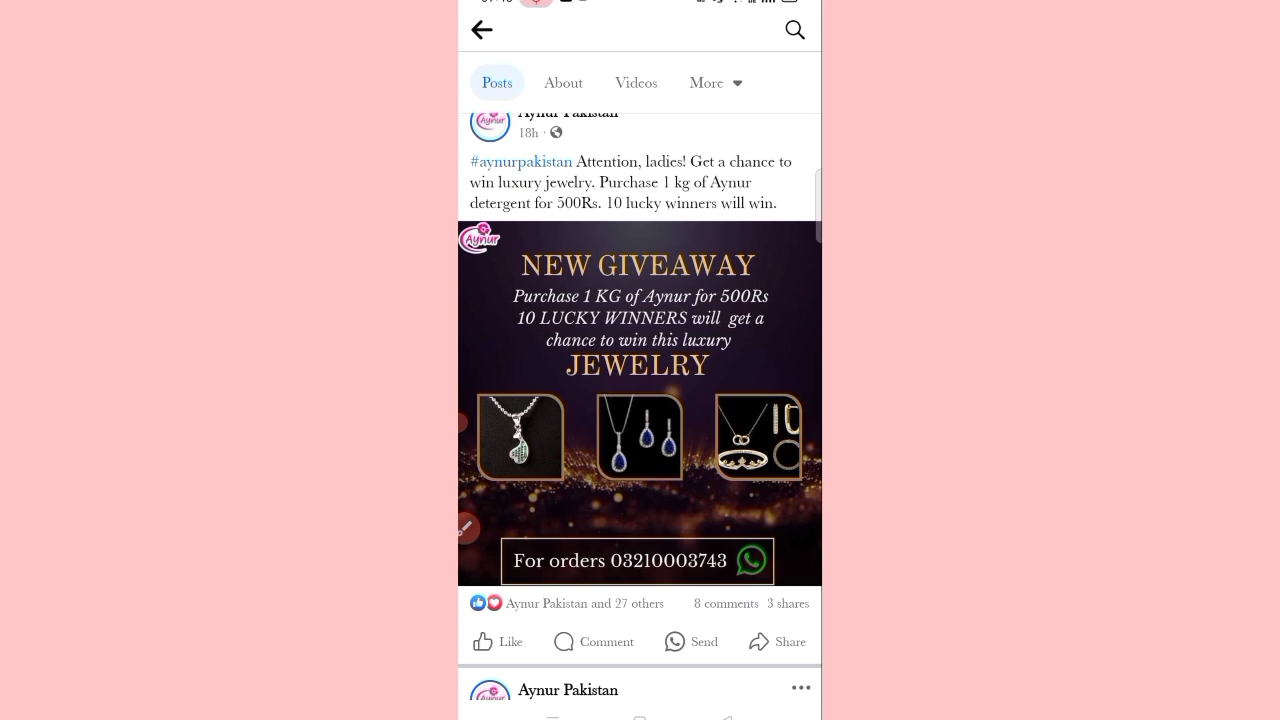 Posts About Videos More
Aynur Pakistan
18h ·
#aynurpakistan Attention, ladies! Get a chance to
win luxury jewelry. Purchase 1 kg of Aynur
detergent for 500Rs. 10 lucky winners will win.
Aynur
NEW GIVEAWAY
Purchase 1 KG of Aynur for 500Rs
10 LUCKY WINNERS will get a
chance to win this luxury
JEWELRY
For orders 03210003743
Aynur Pakistan and 27 others 8 comments 3 shares
Like Comment Send Share
Aynur Pakistan